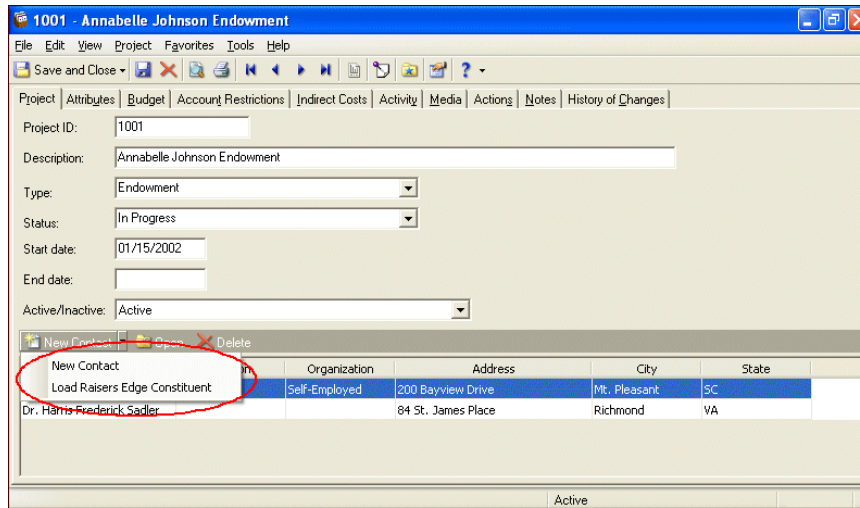 1001 - Annabelle Johnson Endowment
File Edit View Project Favorites Tools Help
Save and Close
Project Attributes Budget Account Restrictions Indirect Costs Activity Media Actions Notes History of Changes
Project ID: 1001
Description: Annabelle Johnson Endowment
Type: Endowment
Status: In Progress
Start date: 01/15/2002
End date:
Active/Inactive: Active
New Contact Open Delete
New Contact
Load Raisers Edge Constituent
Organization Address City State
Self-Employed 200 Bayview Drive Mt. Pleasant SC
Dr. Harris Frederick Sadler 84 St. James Place Richmond VA
Active